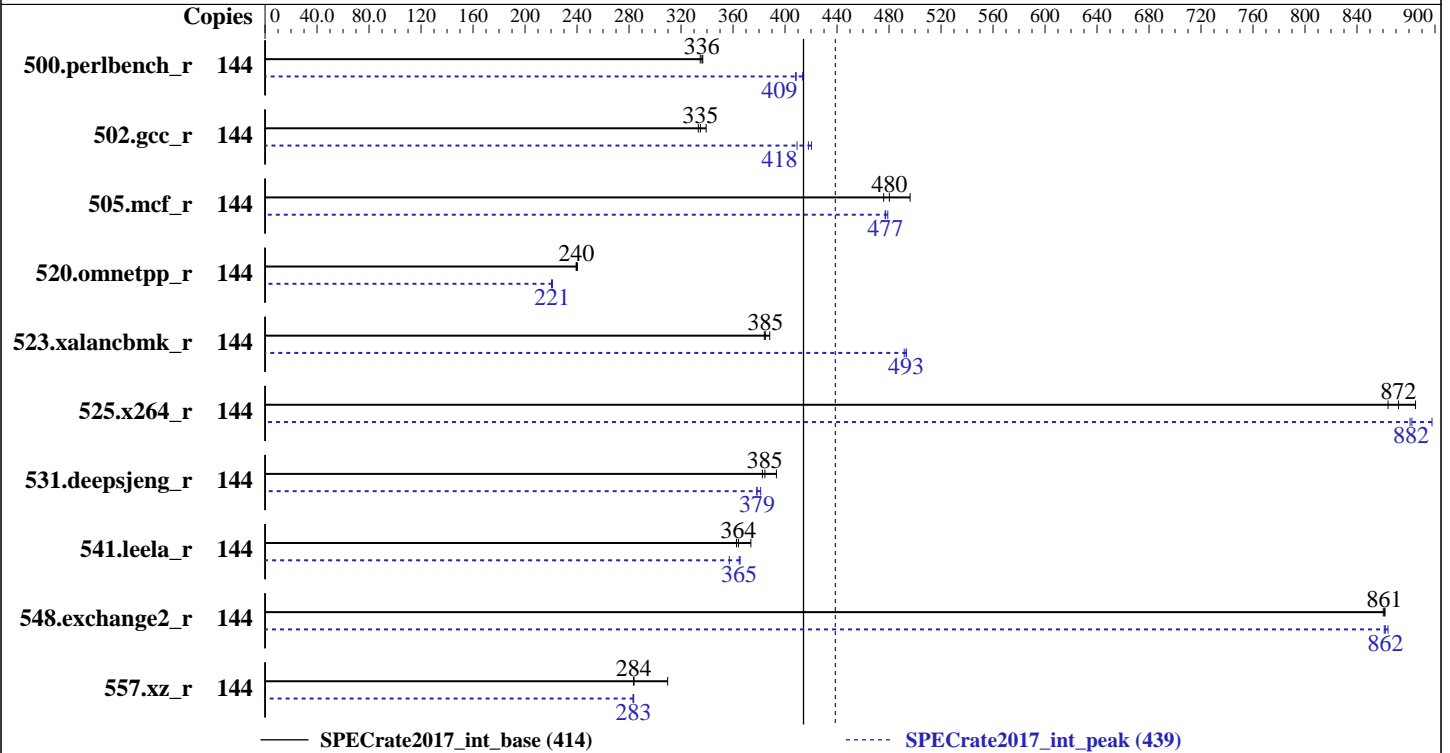 Copies 0 40.0 80.0 120 160 200 240 280 320 360 400 440 480 520 560 600 640 680 720 760 800 840 900
336
500.perlbench_r 144
409
335
502.gcc_r 144
418
480
505.mcf_r 144
477
240
520.omnetpp_r 144
221
385
523.xalancbmk_r 144
493
872
525.x264_r 144
882
385
531.deepsjeng_r 144
379
364
541.leela_r 144
365
861
548.exchange2_r 144
862
284
557.xz_r 144
283
SPECrate2017_int_base (414) SPECrate2017_int_peak (439)